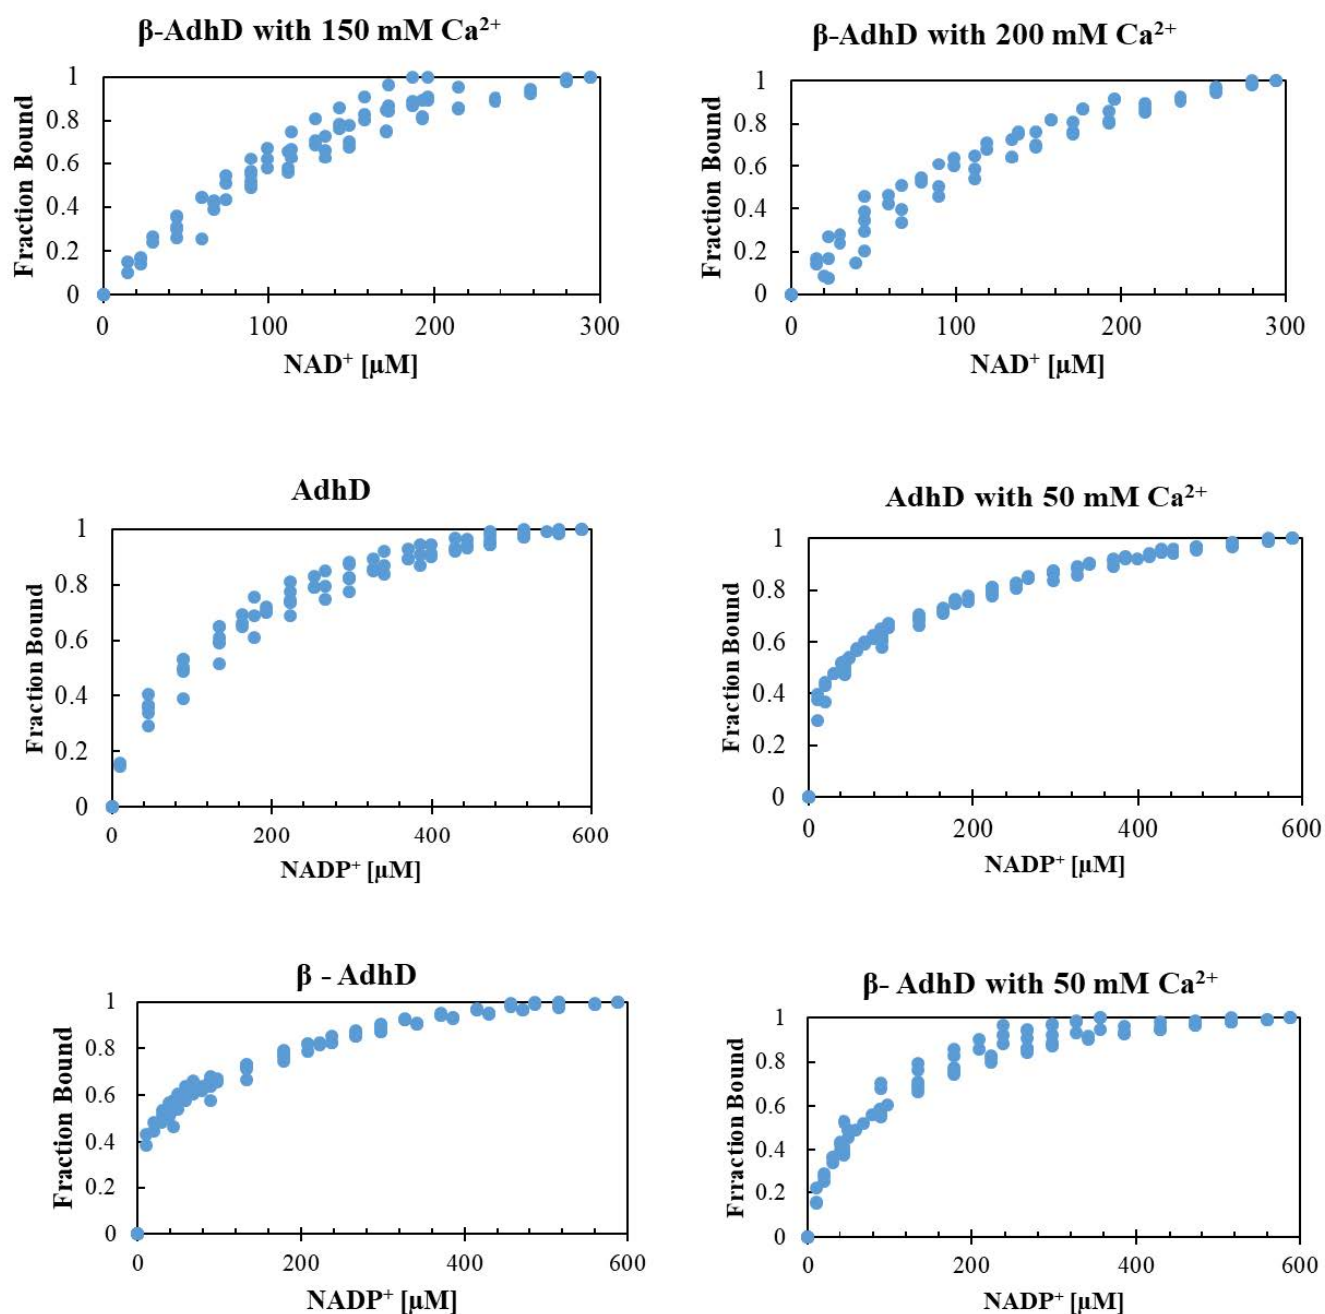 β-AdhD with 150 mM Ca²⁺
Fraction Bound
1
0.8
0.6
0.4
0.2
0
0 100 200 300
NAD⁺ [µM]
β-AdhD with 200 mM Ca²⁺
Fraction Bound
1
0.8
0.6
0.4
0.2
0
0 100 200 300
NAD⁺ [µM]
AdhD
Fraction Bound
1
0.8
0.6
0.4
0.2
0
0 200 400 600
NADP⁺ [µM]
AdhD with 50 mM Ca²⁺
Fraction Bound
1
0.8
0.6
0.4
0.2
0
0 200 400 600
NADP⁺ [µM]
β - AdhD
Fraction Bound
1
0.8
0.6
0.4
0.2
0
0 200 400 600
NADP⁺ [µM]
β- AdhD with 50 mM Ca²⁺
Frraction Bound
1
0.8
0.6
0.4
0.2
0
0 200 400 600
NADP⁺ [µM]